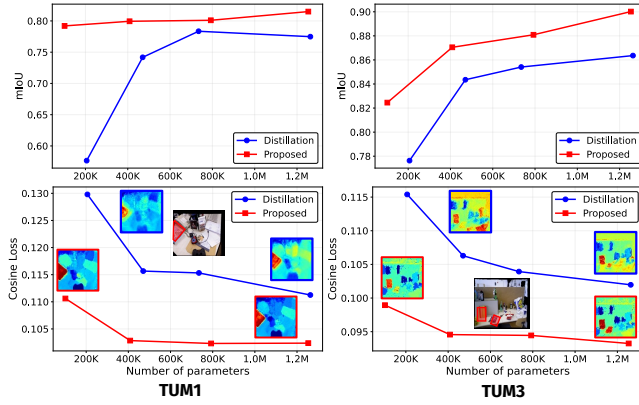 0.80
0.75
0.70
0.65
0.60
mIoU
Distillation
Proposed
200K 400K 600K 800K 1,0M 1,2M
0.90
0.88
0.86
0.84
0.82
0.80
0.78
mIoU
Distillation
Proposed
200K 400K 600K 800K 1,0M 1,2M
0.130
0.125
0.120
0.115
0.110
0.105
Cosine Loss
Distillation
Proposed
200K 400K 600K 800K 1,0M 1,2M
Number of parameters
TUM1
0.115
0.110
0.105
0.100
0.095
Cosine Loss
Distillation
Proposed
200K 400K 600K 800K 1,0M 1,2M
Number of parameters
TUM3